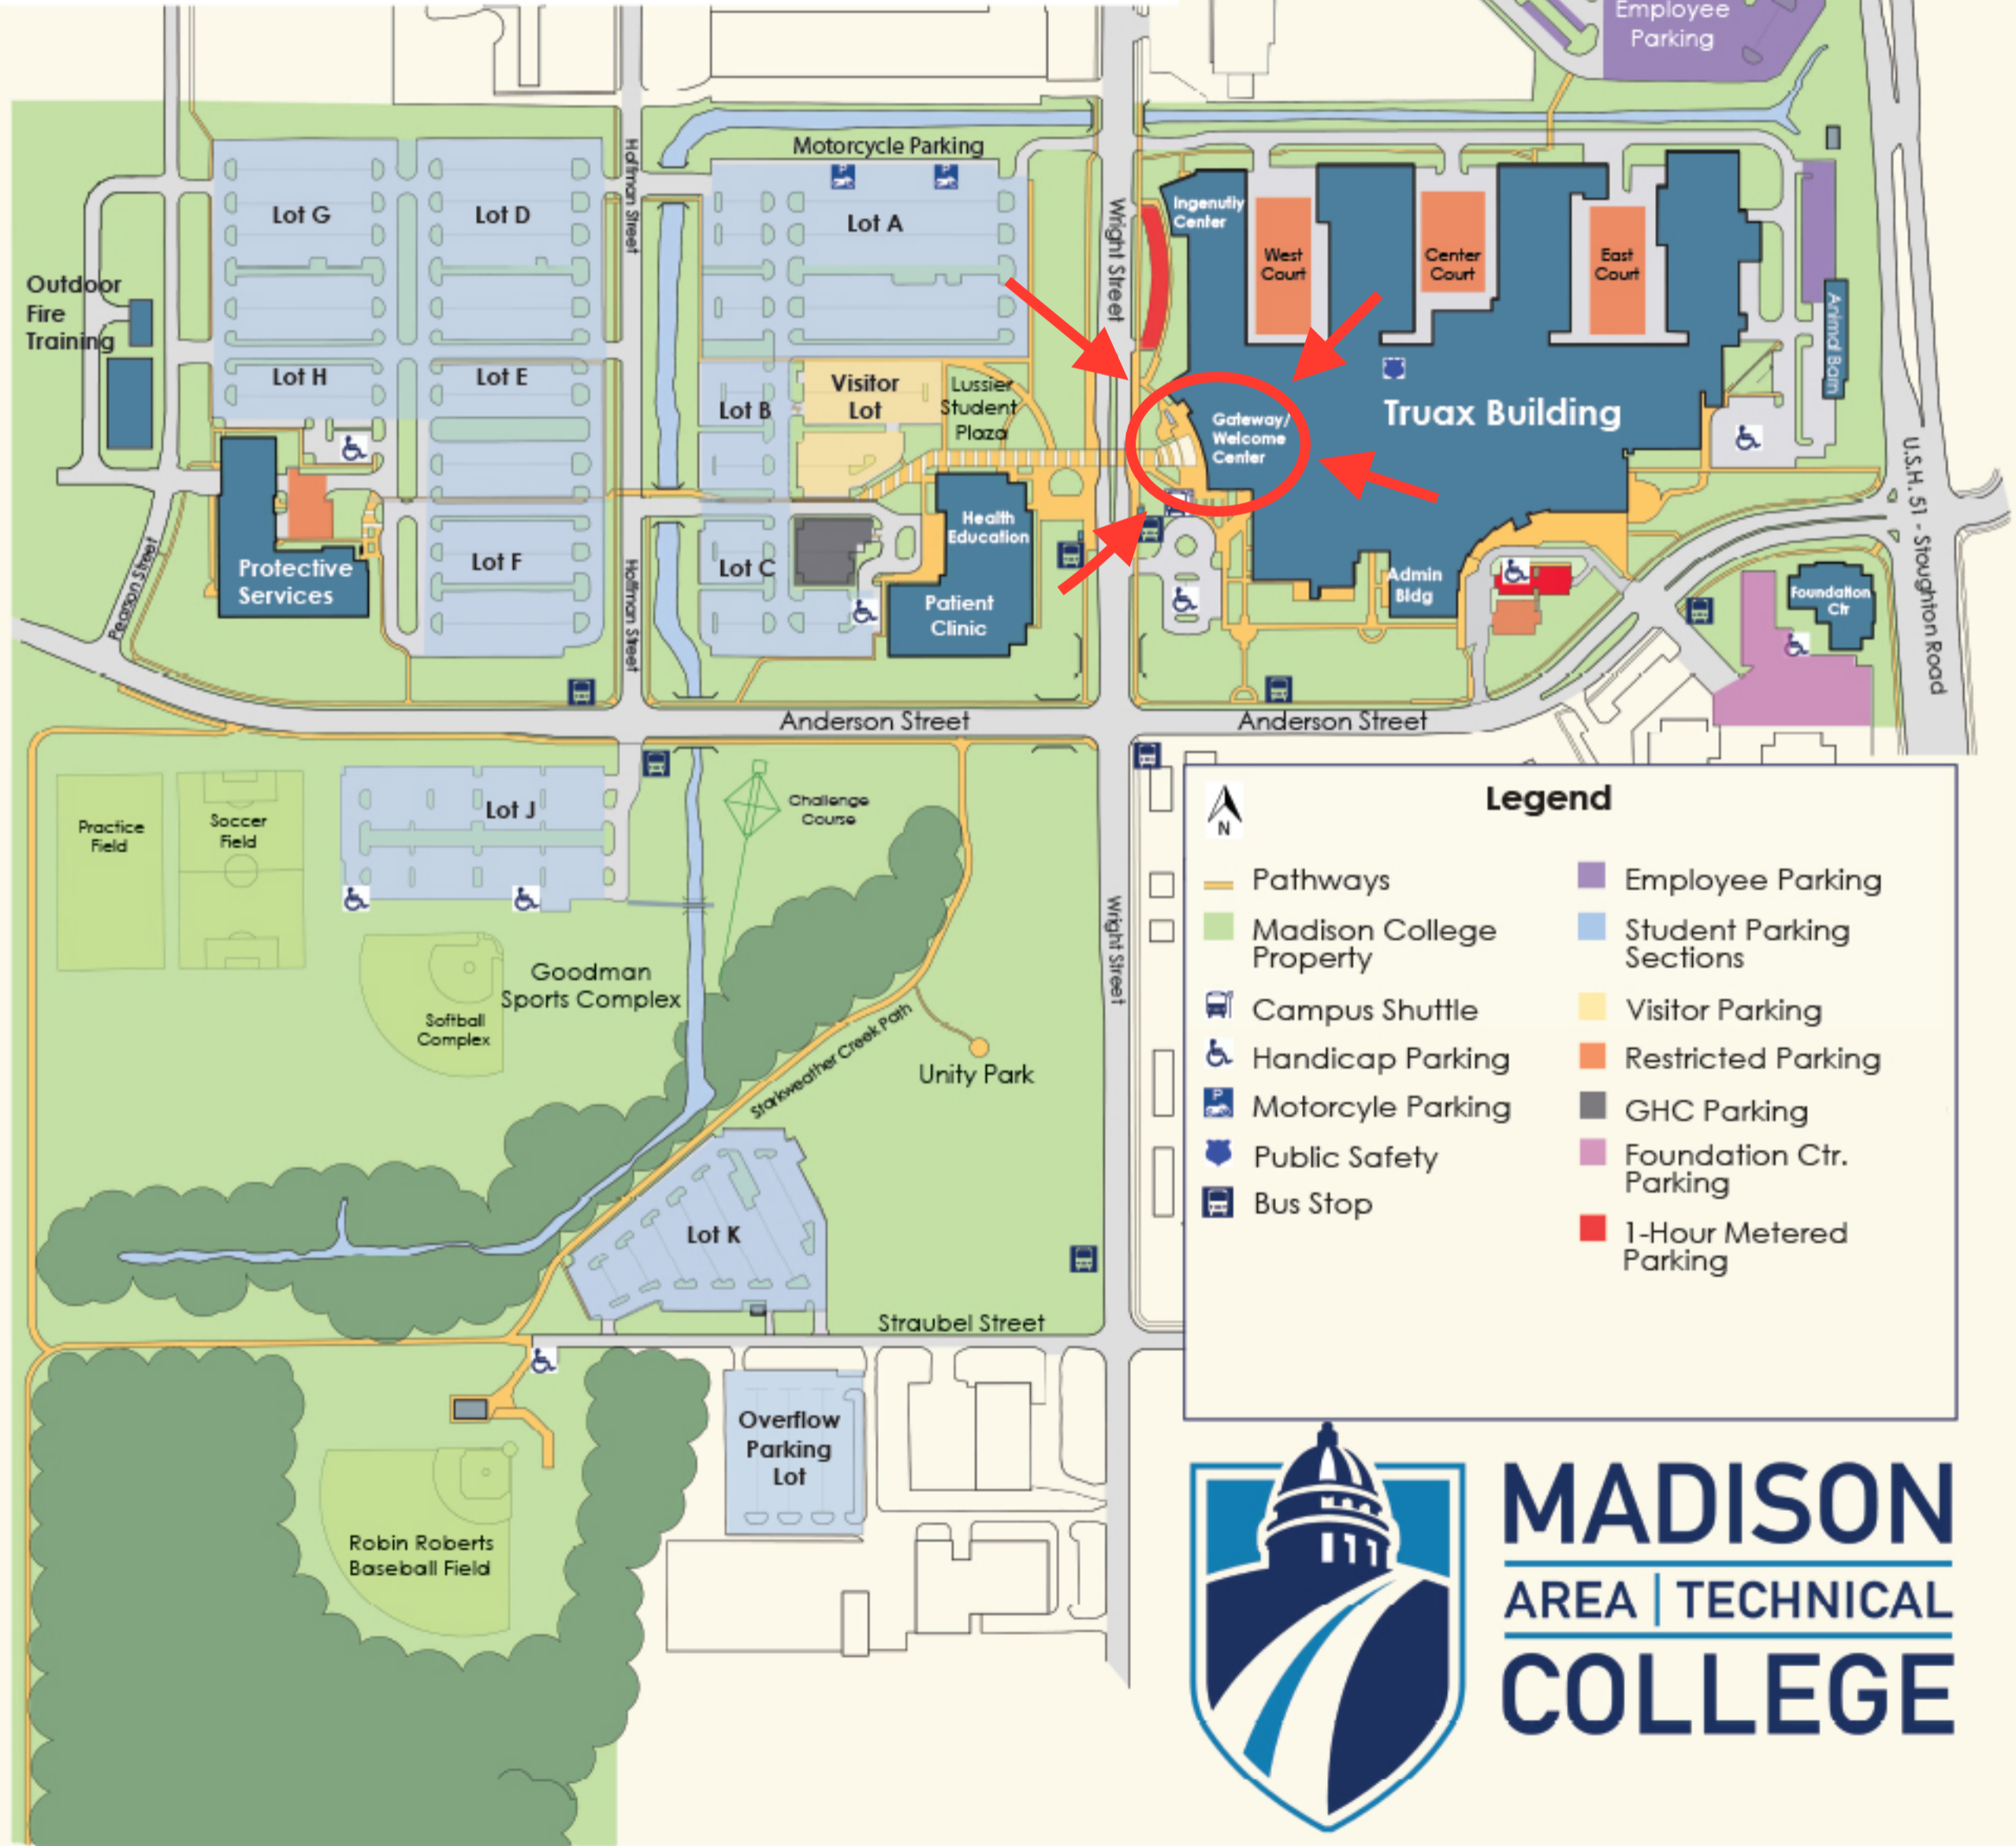 Employee
Parking
Motorcycle Parking
Hoffman Street
Lot G
Lot D
Lot A
Wright Street
Ingenutiy
Center
West
Court
Center
Court
East
Court
Outdoor
Fire
Training
Animal Barn
Lot H
Lot E
Lot B
Visitor
Lot
Lussier
Student
Plaza
Gateway/
Welcome
Center
Truax Building
U.S.H. 51 - Stoughton Road
Health
Education
Pearson Street
Protective
Services
Lot F
Hoffman Street
Lot C
Patient
Clinic
Admin
Bldg
Foundation
Ctr
Anderson Street
Anderson Street
Practice
Field
Soccer
Field
Lot J
Challenge
Course
Goodman
Sports Complex
Softball
Complex
Wright Street
Starkweather Creek Path
Unity Park
Lot K
Straubel Street
Overflow
Parking
Lot
Robin Roberts
Baseball Field
Legend
N
Pathways
Madison College
Property
Campus Shuttle
Handicap Parking
Motorcyle Parking
P
Public Safety
Bus Stop
Employee Parking
Student Parking
Sections
Visitor Parking
Restricted Parking
GHC Parking
Foundation Ctr.
Parking
1-Hour Metered
Parking
MADISON
AREA | TECHNICAL
COLLEGE